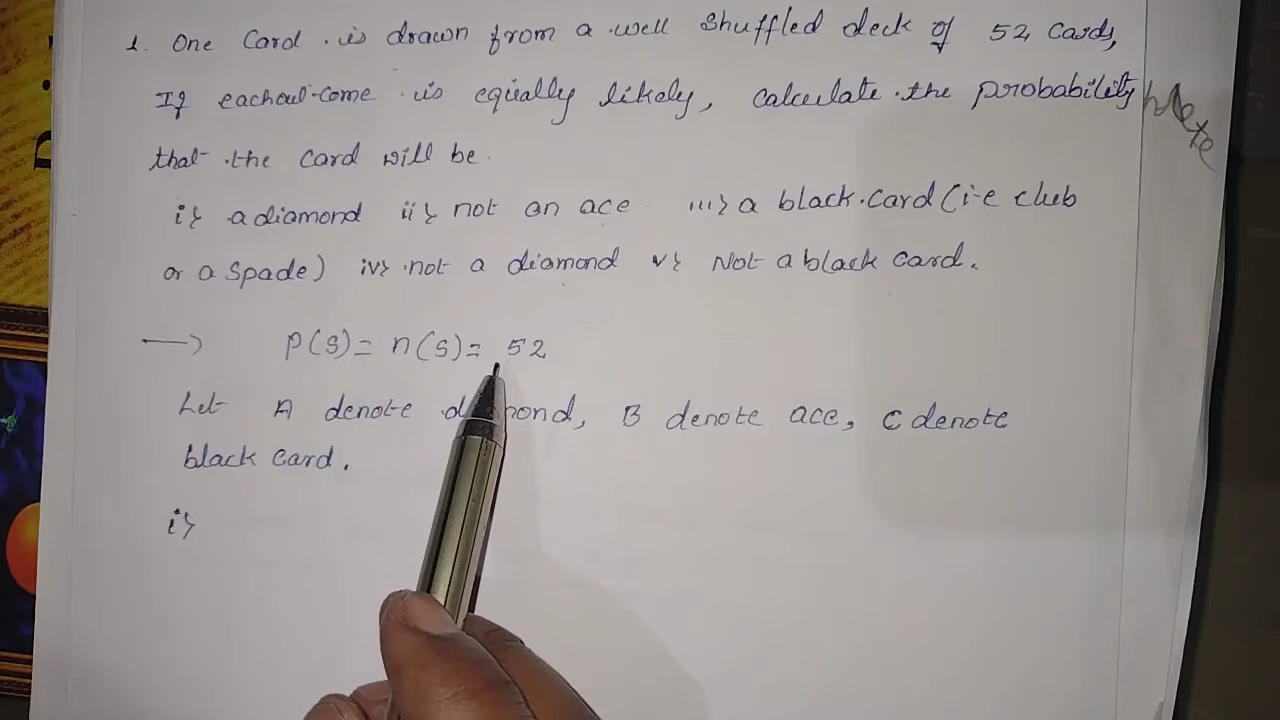 1. One Card is drawn from a well shuffled deck of 52 cards,
If each out-come is equally likely, calculate the probability
that the card will be.
i} a diamond ii} not an ace iii} a black card (i-e club
or a spade) iv} not a diamond v} Not a black card.
→ P(S) = n(S) = 52
Let A denote d mond, B denote ace, C denote
black card.
i}